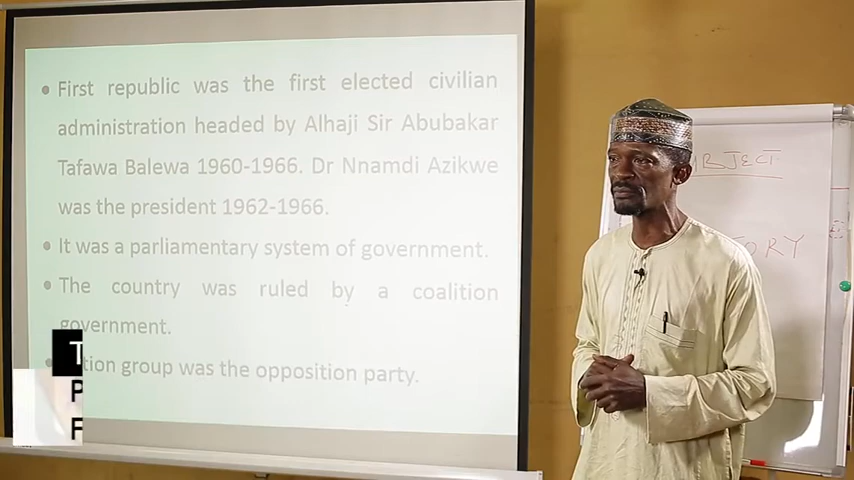 First republic was the first elected civilian
administration headed by Alhaji Sir Abubakar
Tafawa Balewa 1960-1966. Dr Nnamdi Azikwe
was the president 1962-1966.
It was a parliamentary system of government.
The country was ruled by a coalition
government.
tion group was the opposition party.
T
P
F